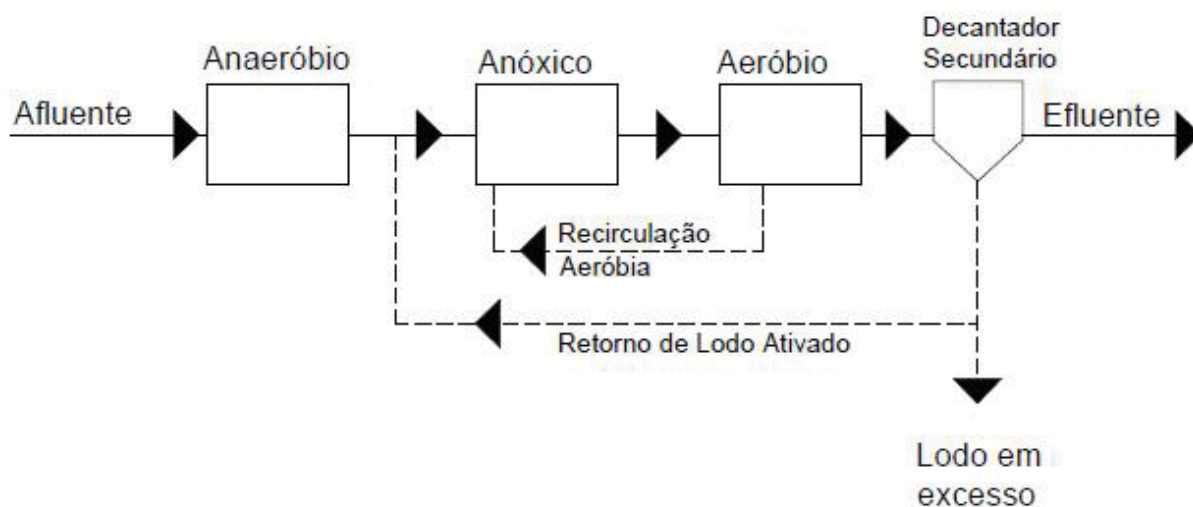 Decantador
Secundário
Anaeróbio
Anóxico
Aeróbio
Afluente
Efluente
Recirculação
Aeróbia
Retorno de Lodo Ativado
Lodo em
excesso